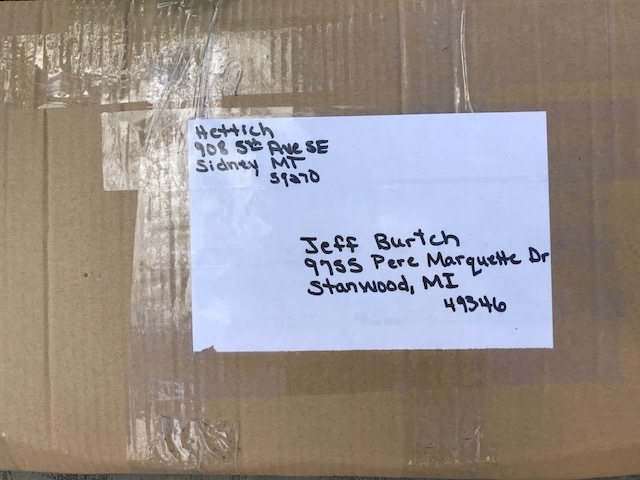 Hettich
908 5th Ave SE
Sidney MT
59270
Jeff Burtch
9755 Pere Marquette Dr
Stanwood, MI
49346